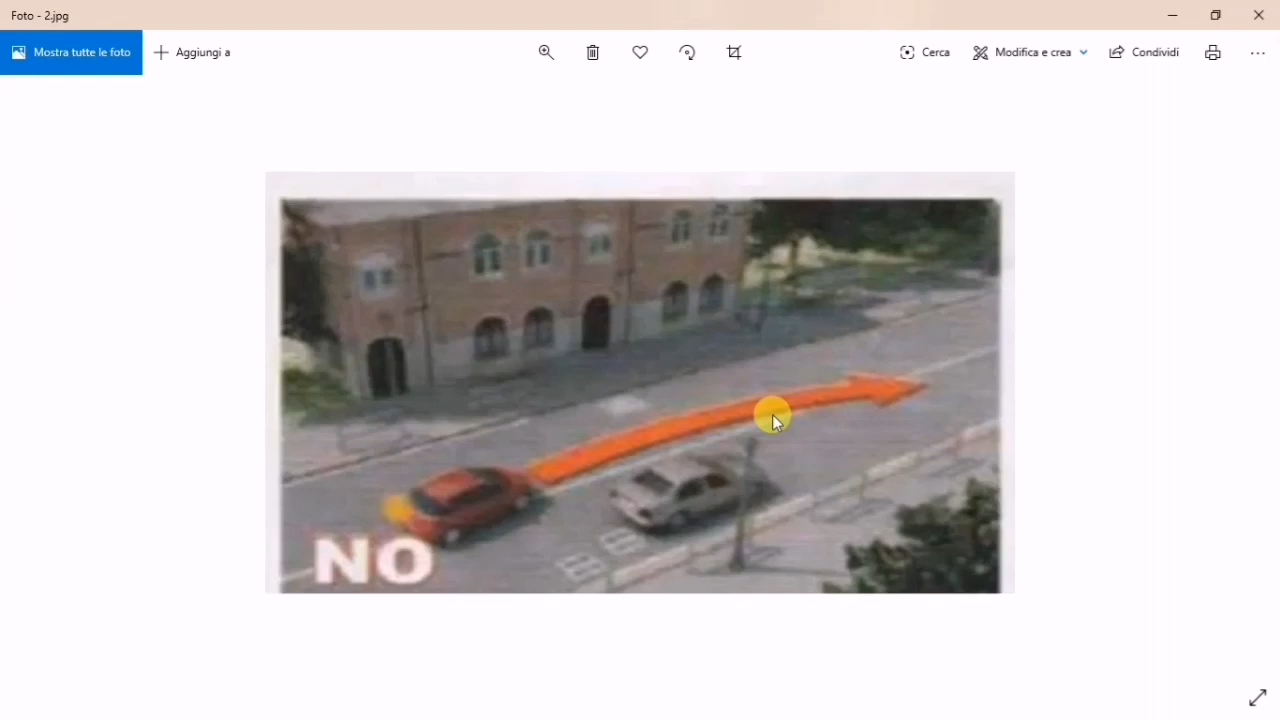 Foto - 2.jpg
Mostra tutte le foto
Aggiungi a
Cerca
Modifica e crea
Condividi
NO